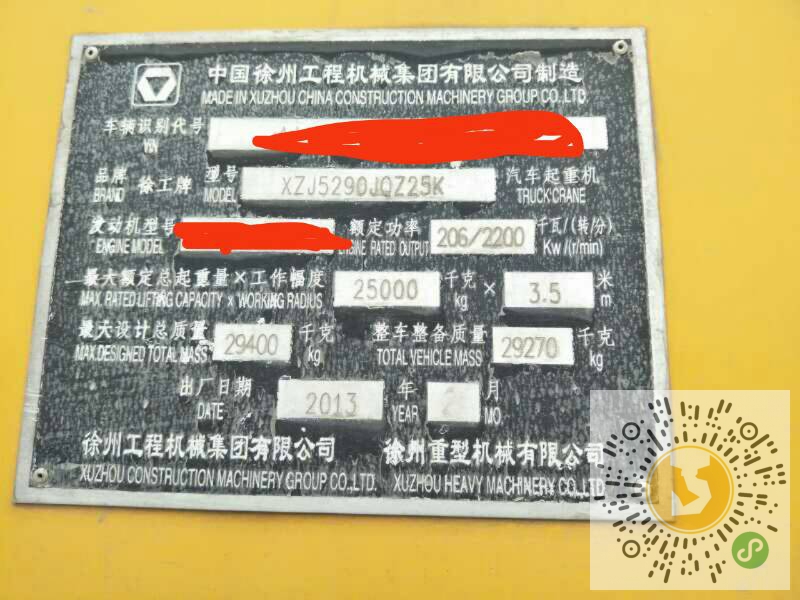 中国徐州工程机械集团有限公司制造
MADE IN XUZHOU CHINA CONSTRUCTION MACHINERY GROUP CO.,LTD.
车辆识别代号
VIN
品牌 徐工牌 型号 XZJ5290JQZ25K 汽车起重机
BRAND MODEL TRUCK CRANE
发动机型号 额定功率 206/2200 千瓦/(转/分)
ENGINE MODEL ENGINE RATED OUTPUT Kw/(r/min)
最大额定总起重量×工作幅度 25000 千克 × 3.5 米
MAX. RATED LIFTING CAPACITY x WORKING RADIUS kg m
最大设计总质量 29400 千克 整车整备质量 29270 千克
MAX.DESIGNED TOTAL MASS kg TOTAL VEHICLE MASS kg
出厂日期 2013 年 2 月
DATE YEAR MO.
徐州工程机械集团有限公司 徐州重型机械有限公司
XUZHOU CONSTRUCTION MACHINERY GROUP CO.,LTD. XUZHOU HEAVY MACHINERY CO.,LTD